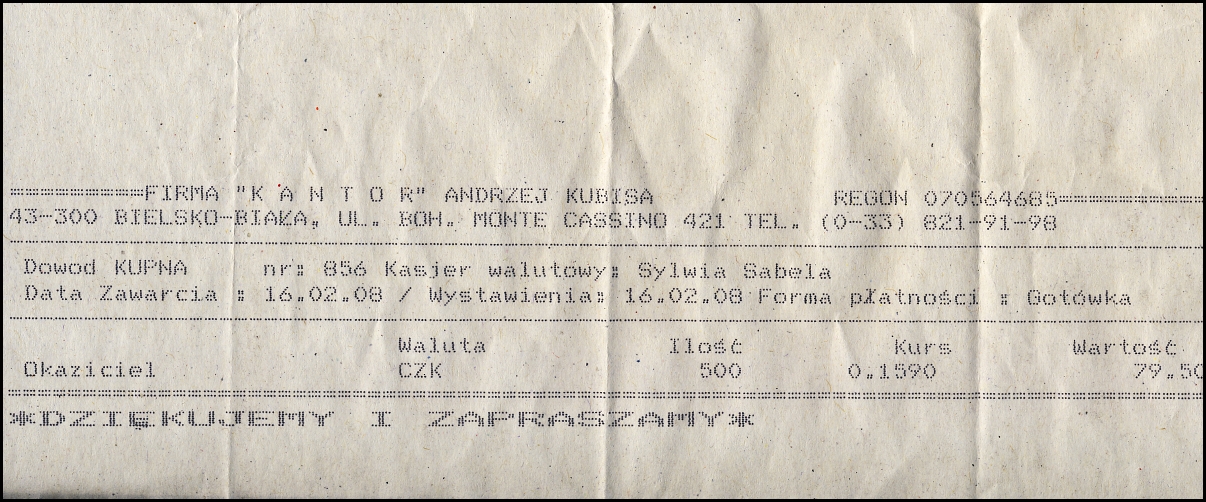 ==========FIRMA "K A N T O R" ANDRZEJ KUBISA REGON 070564685==========
43-300 BIELSKO-BIAŁA, UL. BOH. MONTE CASSINO 421 TEL. (0-33) 821-91-98
Dowod KUPNA nr: 856 Kasjer walutówy: Sylwia Sabela
Data Zawarcia : 16.02.08 / Wystawienia: 16.02.08 Forma płatności : Gotówka
Waluta Ilość Kurs Wartość
Okaziciel CZK 500 0.1590 79.50
*DZIĘKUJEMY I ZAPRASZAMY*